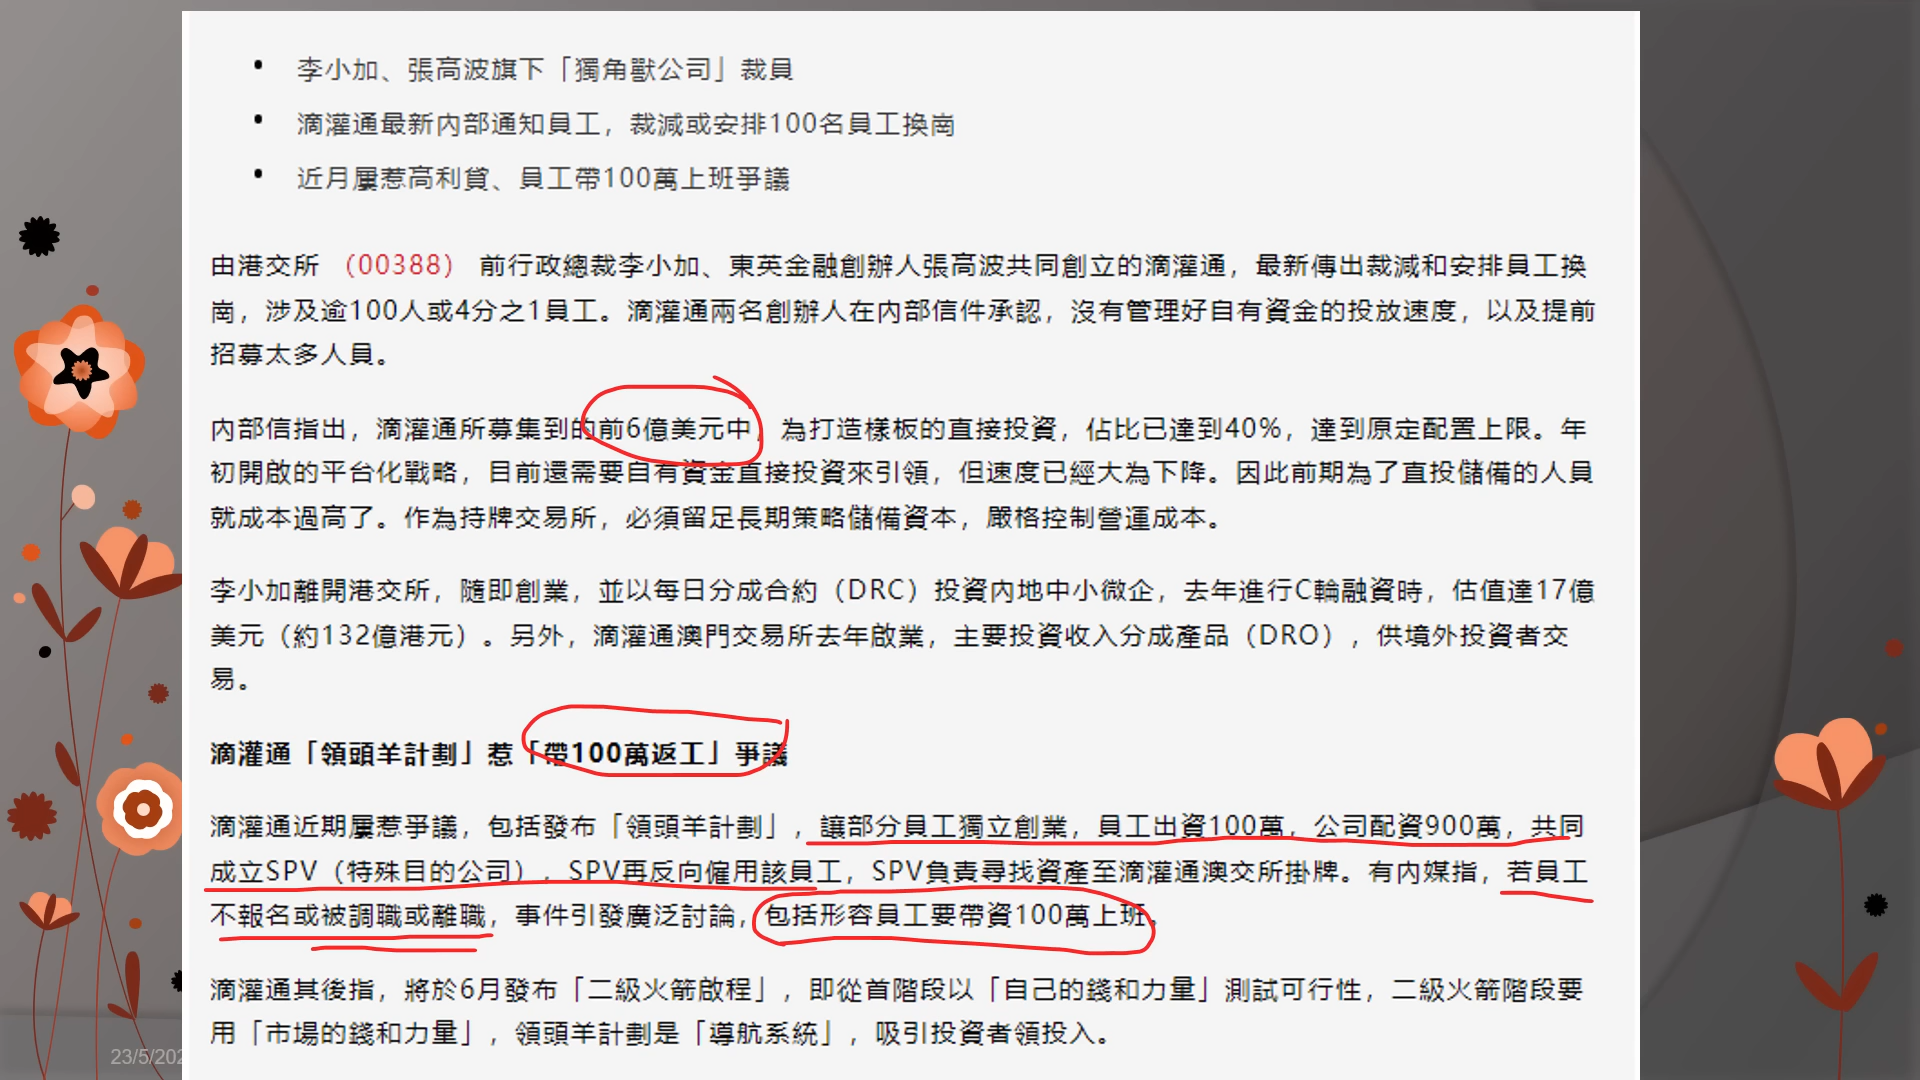 • 李小加、張高波旗下「獨角獸公司」裁員
• 滴灌通最新內部通知員工，裁減或安排100名員工換崗
• 近月屢惹高利貸、員工帶100萬上班爭議
由港交所 （00388） 前行政總裁李小加、東英金融創辦人張高波共同創立的滴灌通，最新傳出裁減和安排員工換
崗，涉及逾100人或4分之1員工。滴灌通兩名創辦人在內部信件承認，沒有管理好自有資金的投放速度，以及提前
招募太多人員。
內部信指出，滴灌通所募集到的前6億美元中，為打造樣板的直接投資，佔比已達到40%，達到原定配置上限。年
初開啟的平台化戰略，目前還需要自有資金直接投資來引領，但速度已經大為下降。因此前期為了直投儲備的人員
就成本過高了。作為持牌交易所，必須留足長期策略儲備資本，嚴格控制營運成本。
李小加離開港交所，隨即創業，並以每日分成合約（DRC）投資內地中小微企，去年進行C輪融資時，估值達17億
美元（約132億港元）。另外，滴灌通澳門交易所去年啟業，主要投資收入分成產品（DRO），供境外投資者交
易。
滴灌通「領頭羊計劃」惹「帶100萬返工」爭議
滴灌通近期屢惹爭議，包括發布「領頭羊計劃」，讓部分員工獨立創業，員工出資100萬，公司配資900萬，共同
成立SPV（特殊目的公司），SPV再反向僱用該員工，SPV負責尋找資產至滴灌通澳交所掛牌。有內媒指，若員工
不報名或被調職或離職，事件引發廣泛討論，包括形容員工要帶資100萬上班。
滴灌通其後指，將於6月發布「二級火箭啟程」，即從首階段以「自己的錢和力量」測試可行性，二級火箭階段要
用「市場的錢和力量」，領頭羊計劃是「導航系統」，吸引投資者領投入。
23/5/202